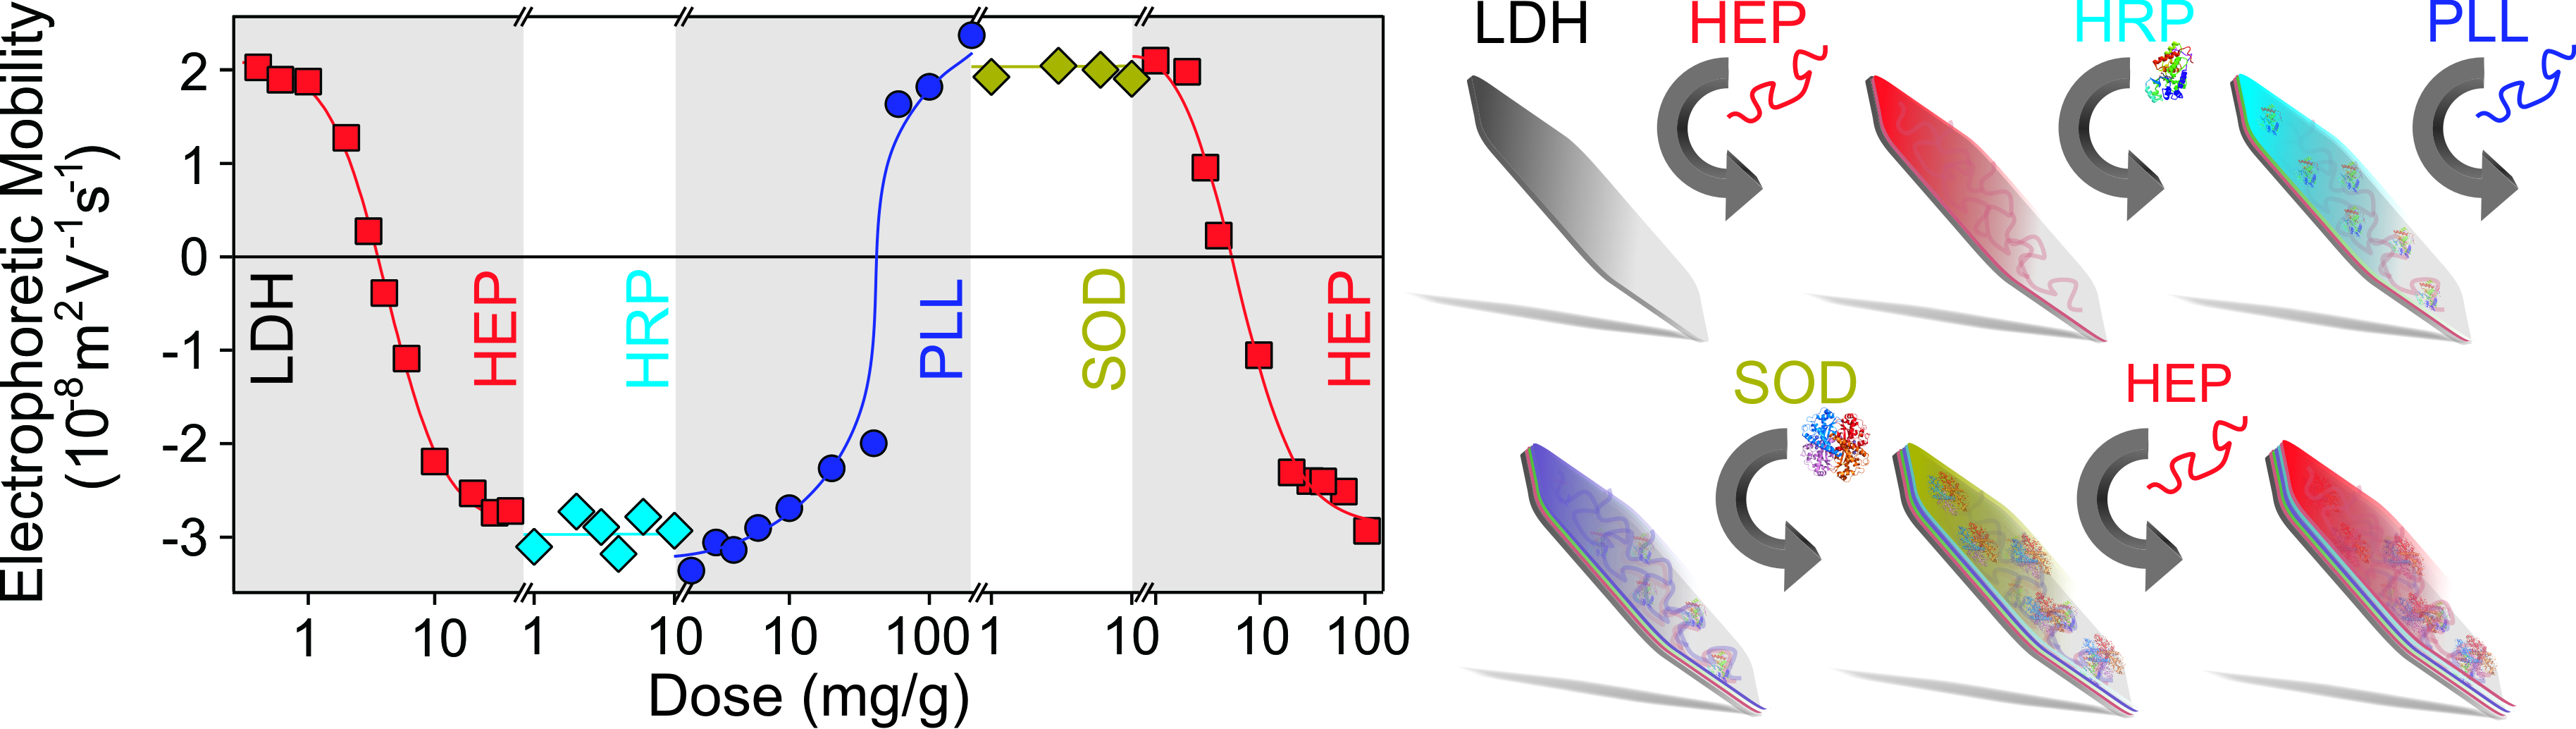 Electrophoretic Mobility
(10⁻⁸m²V⁻¹s⁻¹)
2
1
0
-1
-2
-3
LDH
HEP
HRP
PLL
SOD
HEP
1
10
1
10
10
100
1
10
10
100
Dose (mg/g)
LDH
HEP
HRP
PLL
SOD
HEP